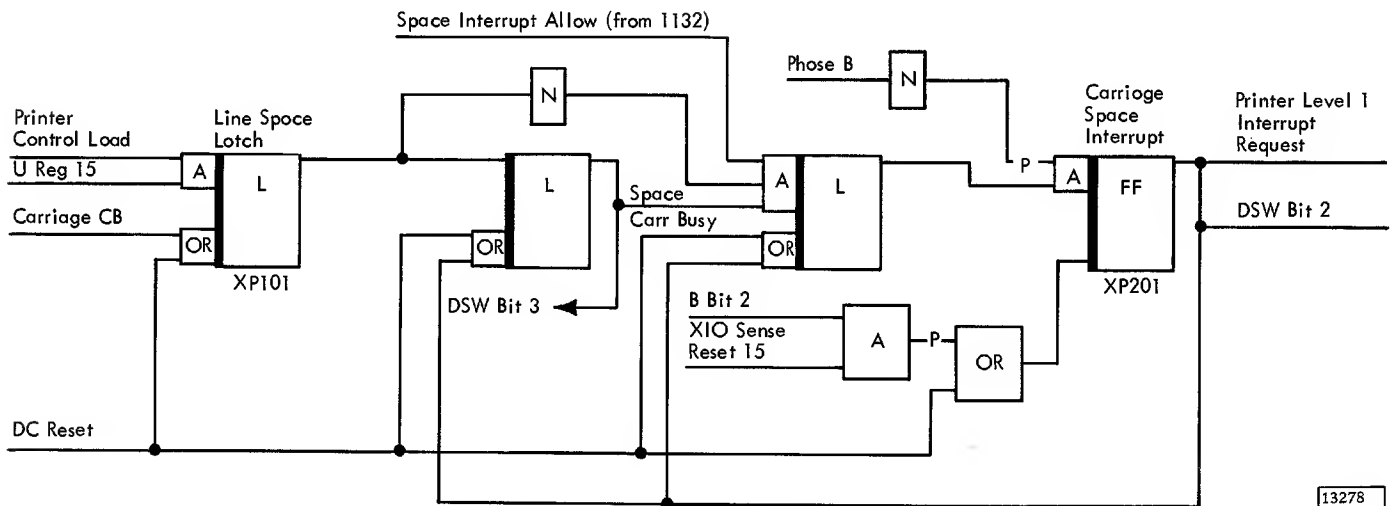 Space Interrupt Allow (from 1132)
Phose B
N
N
Carrioge
Space
Interrupt
Printer Level 1
Interrupt
Request
Printer
Control Load
Line Spoce
Lotch
U Reg 15
A
L
L
A
L
P
A
FF
Space
Carr Busy
Carriage CB
OR
OR
OR
DSW Bit 2
XP101
XP201
DSW Bit 3
B Bit 2
XIO Sense
Reset 15
A
P
OR
DC Reset
13278